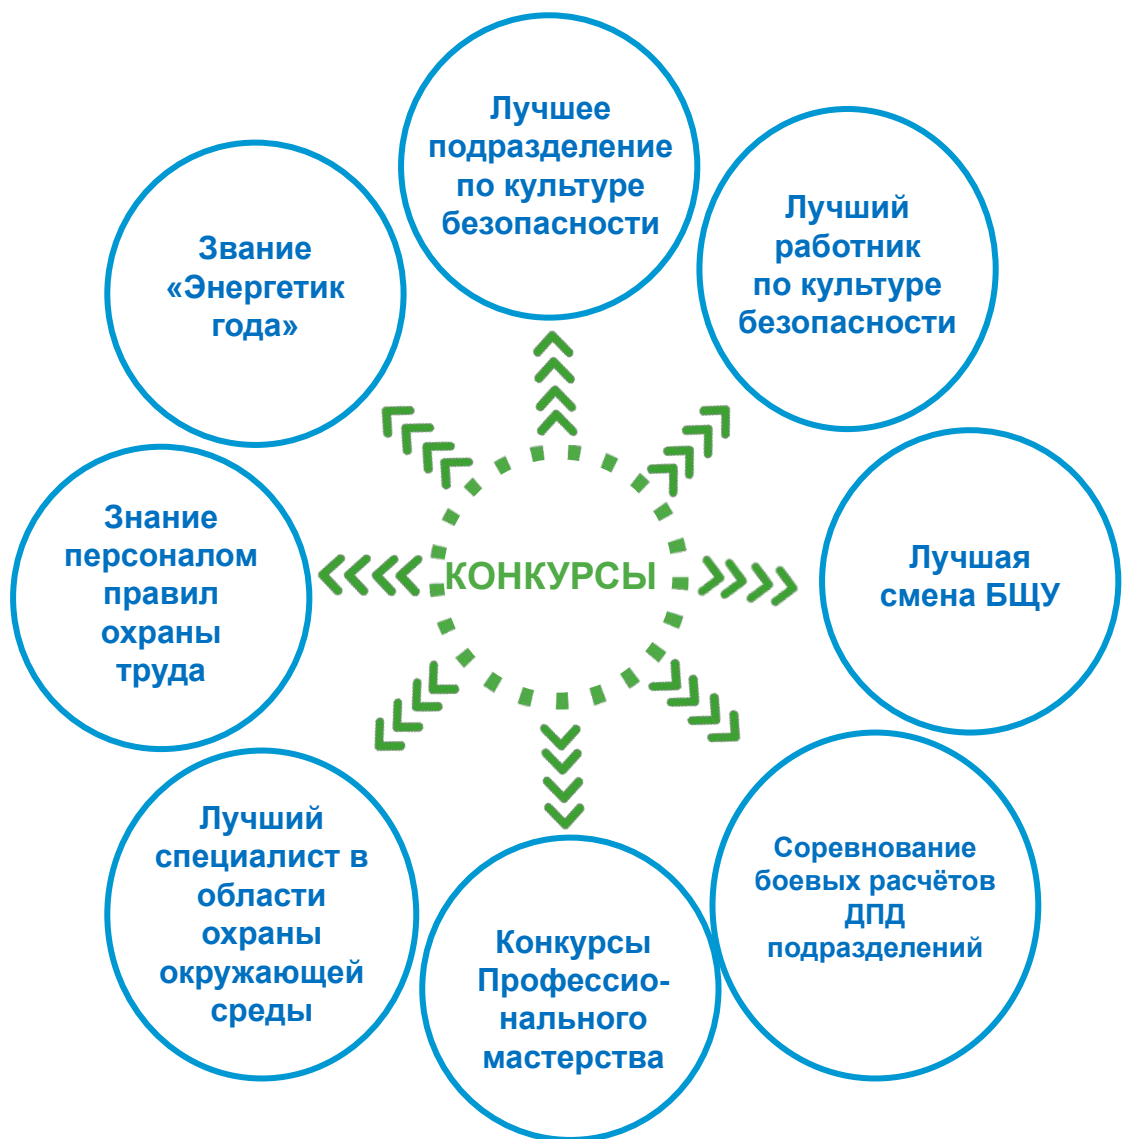 Лучшее
подразделение
по культуре
безопасности
Лучший
работник
по культуре
безопасности
Звание
«Энергетик
года»
КОНКУРСЫ
Знание
персоналом
правил
охраны
труда
Лучшая
смена БЩУ
Лучший
специалист в
области
охраны
окружающей
среды
Конкурсы
Профессио-
нального
мастерства
Соревнование
боевых расчётов
ДПД
подразделений